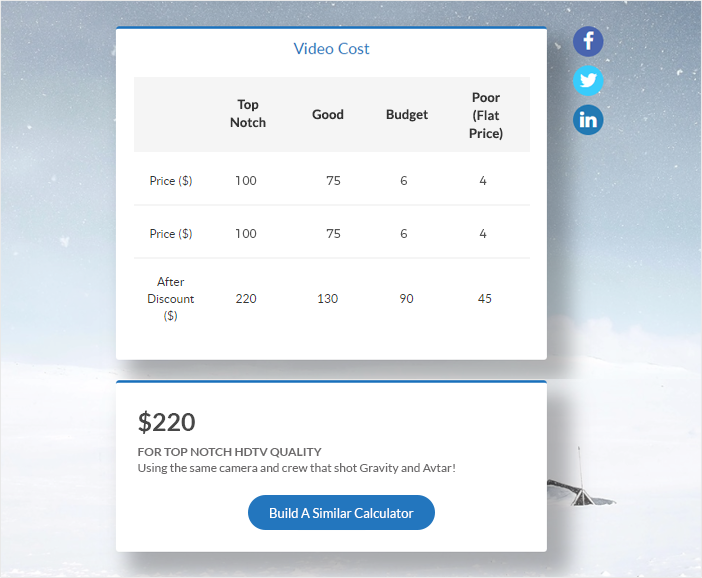 Video Cost
Top Notch Good Budget Poor (Flat Price)
Price ($) 100 75 6 4
Price ($) 100 75 6 4
After Discount ($) 220 130 90 45
$220
FOR TOP NOTCH HDTV QUALITY
Using the same camera and crew that shot Gravity and Avtar!
Build A Similar Calculator